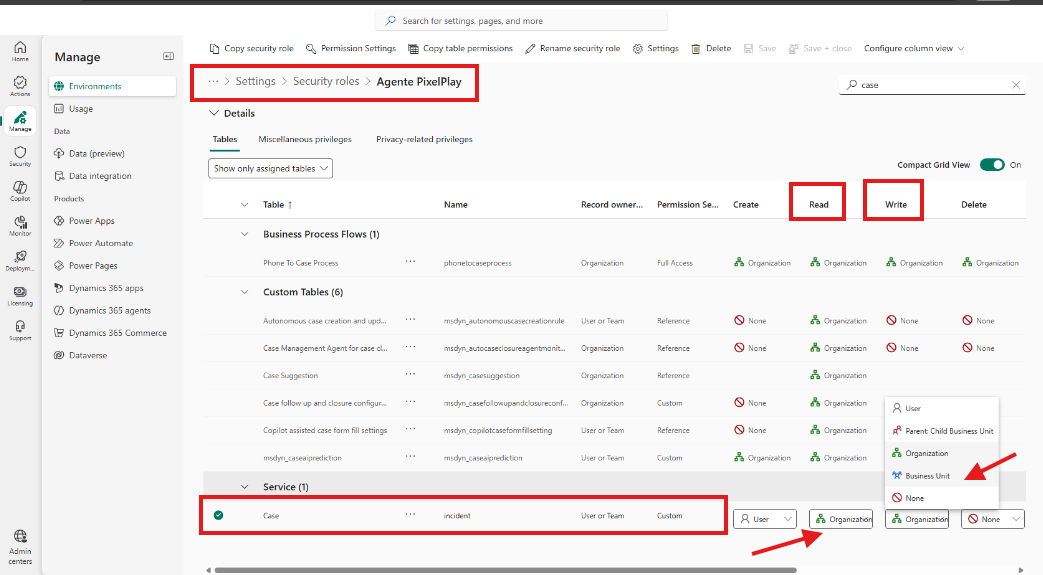 Search for settings, pages, and more
Home
Actions
Manage
Security
Copilot
Monitor
Deploym...
Licensing
Support
Admin
centers
Manage
Environments
Usage
Data
Data (preview)
Data integration
Products
Power Apps
Power Automate
Power Pages
Dynamics 365 apps
Dynamics 365 agents
Dynamics 365 Commerce
Dataverse
Copy security role Permission Settings Copy table permissions Rename security role Settings Delete Save Save + close Configure column view
... > Settings > Security roles > Agente PixelPlay
case
Details
Tables Miscellaneous privileges Privacy-related privileges
Show only assigned tables
Compact Grid View On
Table ↑ Name Record owner... Permission Se... Create Read Write Delete
Business Process Flows (1)
Phone To Case Process ... phonetocaseprocess Organization Full Access Organization Organization Organization Organization
Custom Tables (6)
Autonomous case creation and upd... ... msdyn_autonomouscasecreationrule User or Team Reference None Organization None None
Case Management Agent for case cl... ... msdyn_autocaseclosureagentmonit... Organization Reference None Organization None None
Case Suggestion ... msdyn_casesuggestion Organization Reference Organization
Case follow up and closure configur... ... msdyn_casefollowupandclosureconf... Organization Custom None Organization
Copilot assisted case form fill settings ... msdyn_copilotcaseformfillsetting User or Team Reference None Organization
msdyn_caseaiprediction ... msdyn_caseaiprediction User or Team Custom Organization Organization
User
Parent: Child Business Unit
Organization
Business Unit
None
Service (1)
Case ... incident User or Team Custom User Organization Organization None